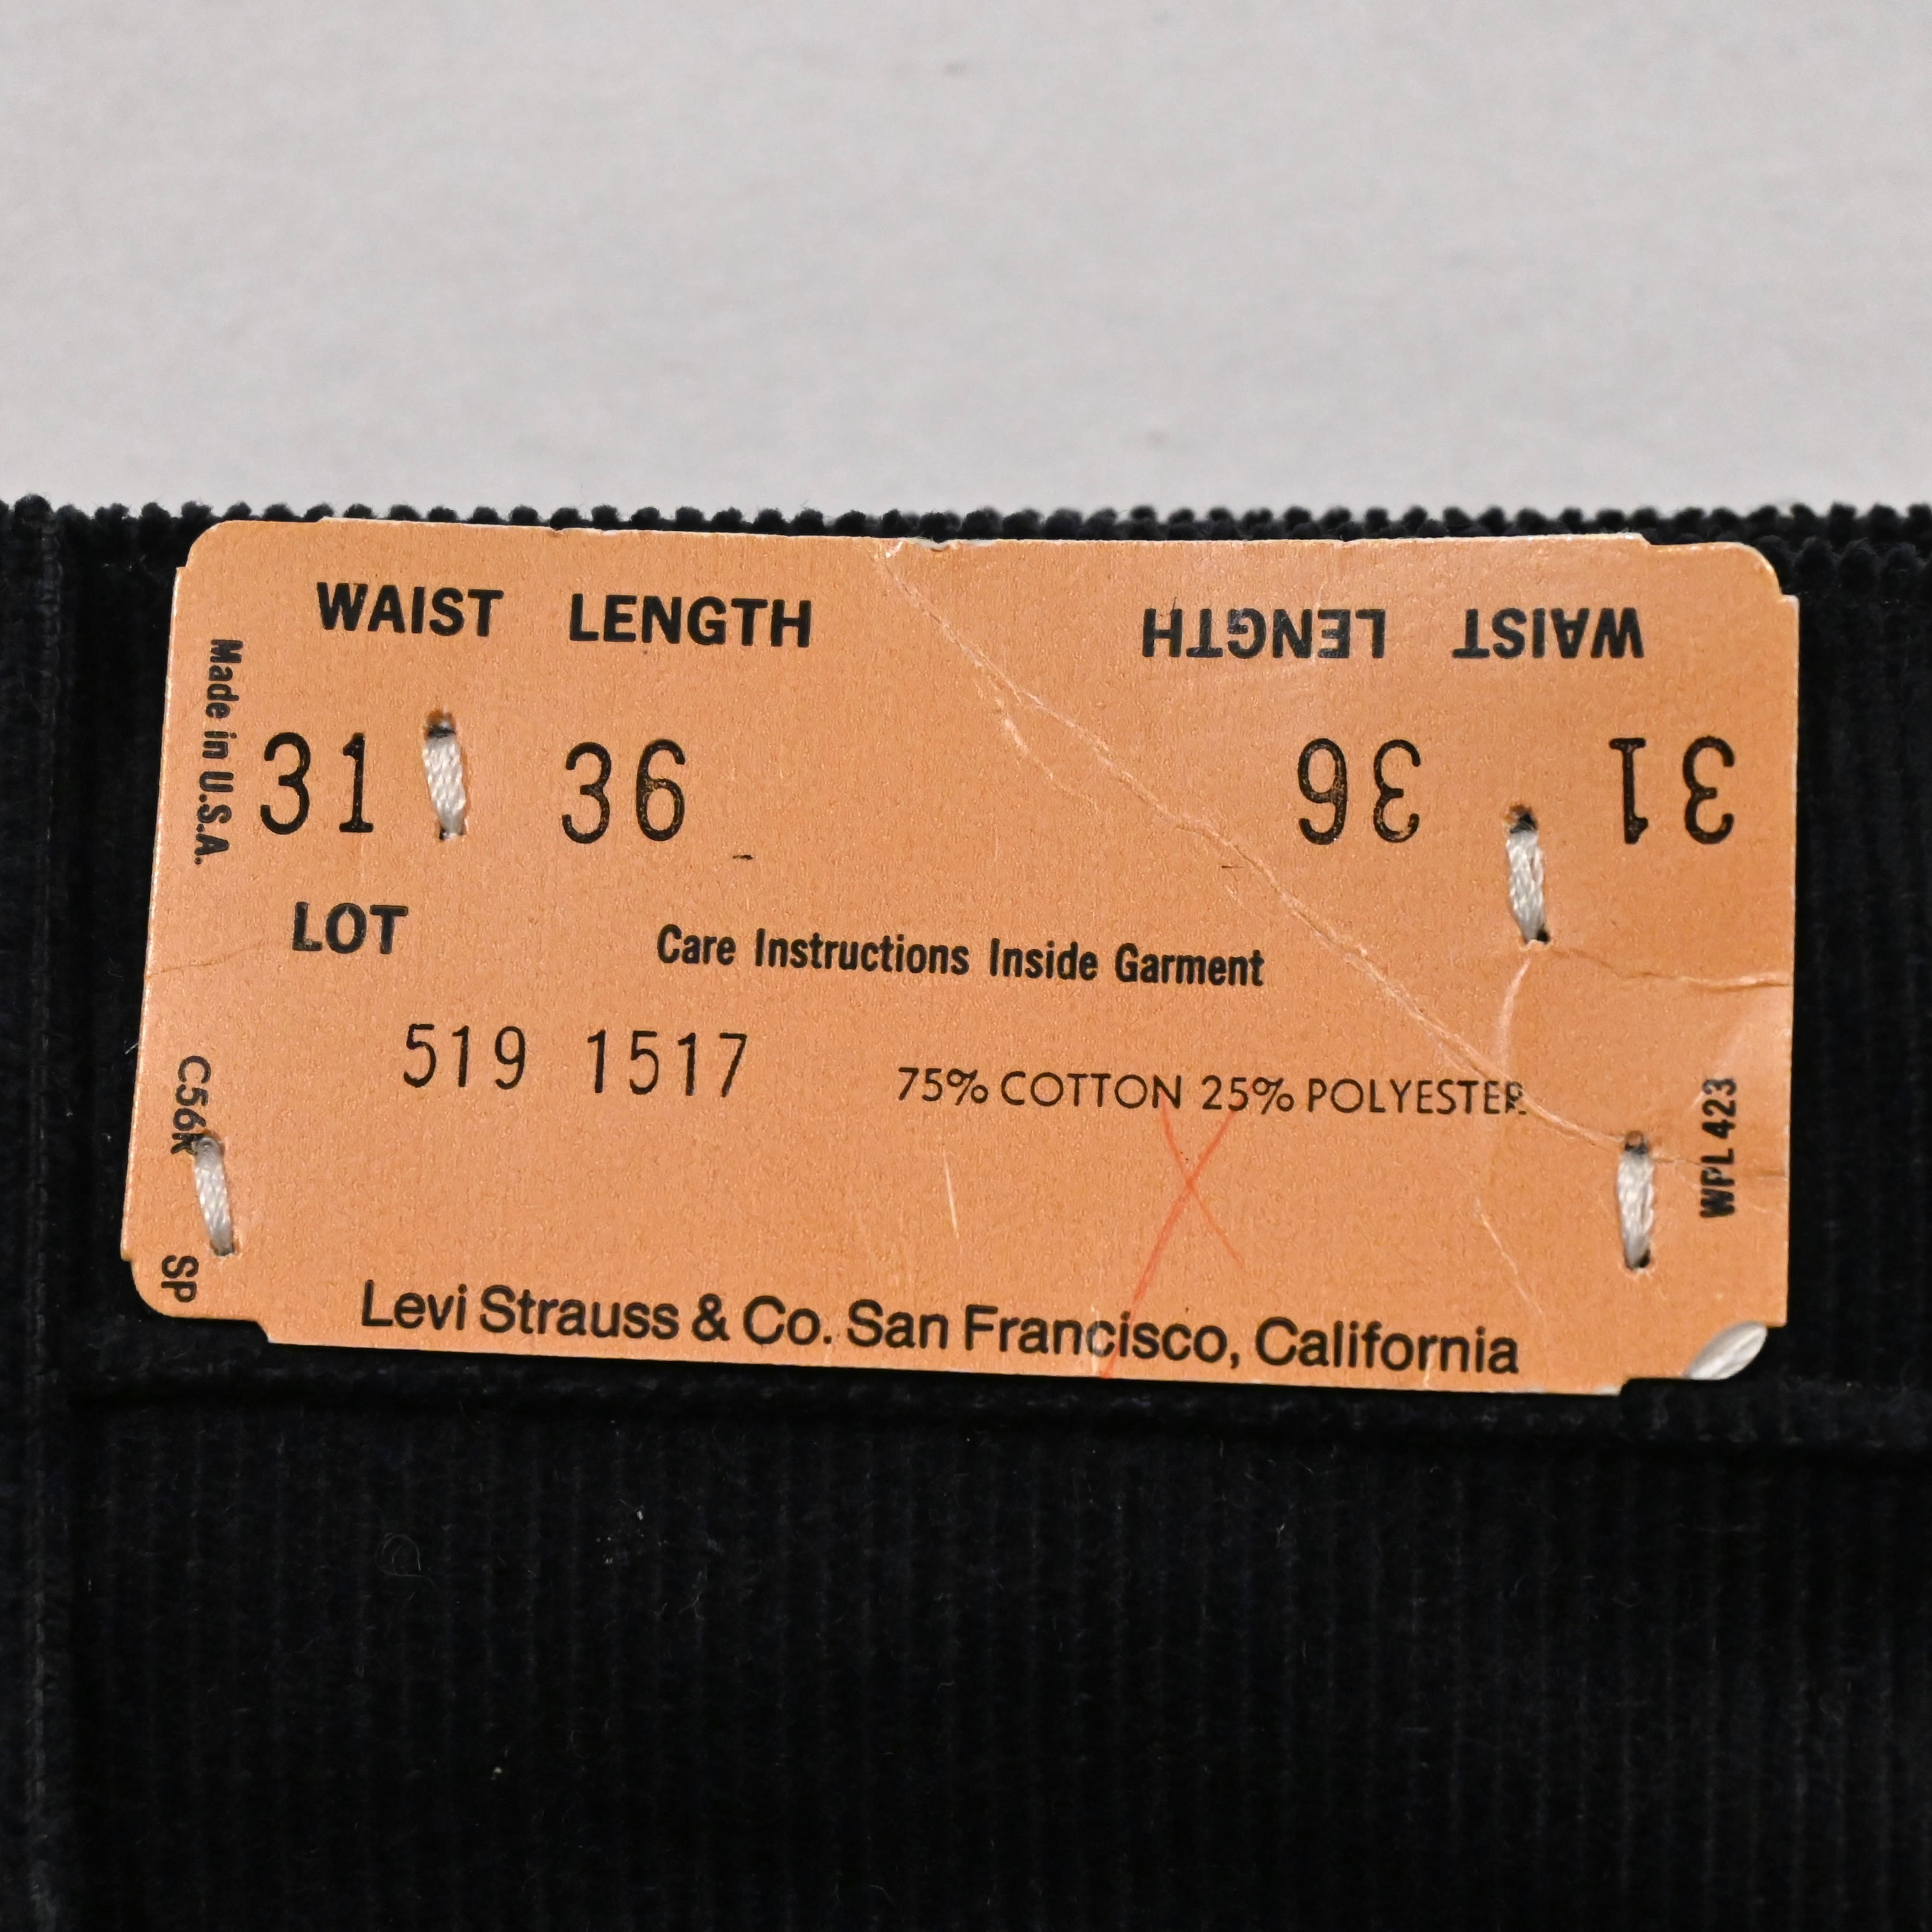 WAIST LENGTH
31 36
LOT
519 1517
Care Instructions Inside Garment
75% COTTON 25% POLYESTER
Levi Strauss & Co. San Francisco, California
WAIST LENGTH
31 36
Made in U.S.A.
C56R SP
WPL 423